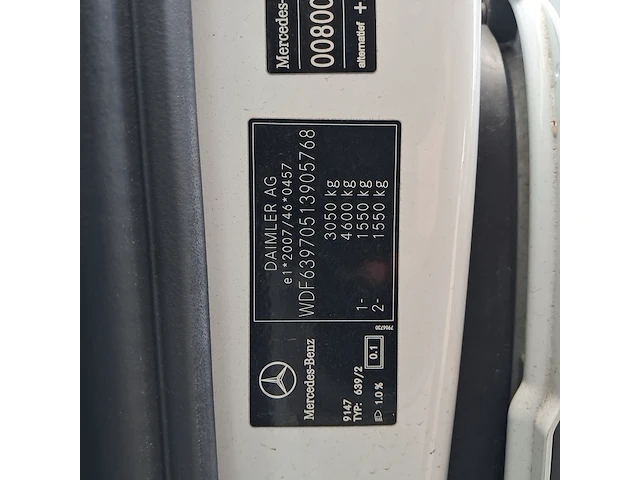 Mercedes-
00800
alternatief +
DAIMLER AG
e1*2007/46*0457
WDF63970513905768
3050 kg
4600 kg
1- 1550 kg
2- 1550 kg
7906730
Mercedes-Benz
9147
TYP: 639/2
1.0 % 0.1